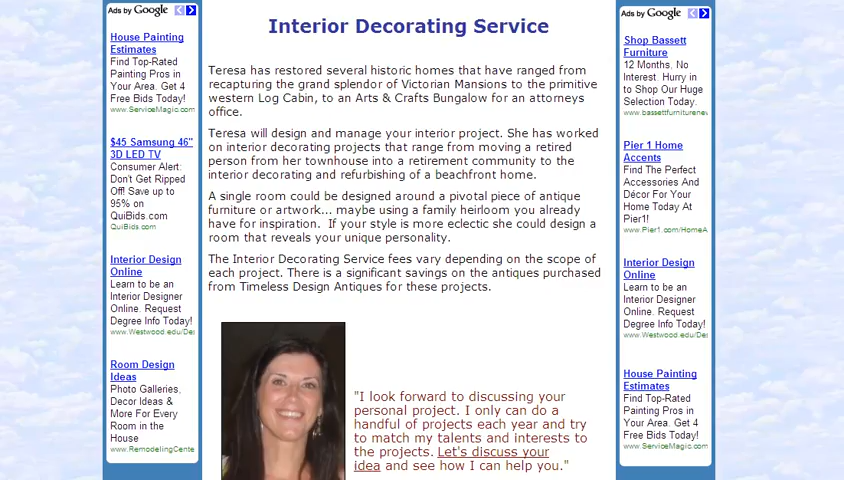 Ads by Google
House Painting
Estimates
Find Top-Rated
Painting Pros in
Your Area. Get 4
Free Bids Today!
www.ServiceMagic.com
$45 Samsung 46"
3D LED TV
Consumer Alert:
Don't Get Ripped
Off! Save up to
95% on
QuiBids.com
QuiBids.com
Interior Design
Online
Learn to be an
Interior Designer
Online. Request
Degree Info Today!
www.Westwood.edu/De
Room Design
Ideas
Photo Galleries,
Decor Ideas &
More For Every
Room in the
House
www.RemodelingCente
Interior Decorating Service
Teresa has restored several historic homes that have ranged from
recapturing the grand splendor of Victorian Mansions to the primitive
western Log Cabin, to an Arts & Crafts Bungalow for an attorneys
office.
Teresa will design and manage your interior project. She has worked
on interior decorating projects that range from moving a retired
person from her townhouse into a retirement community to the
interior decorating and refurbishing of a beachfront home.
A single room could be designed around a pivotal piece of antique
furniture or artwork... maybe using a family heirloom you already
have for inspiration.  If your style is more eclectic she could design a
room that reveals your unique personality.
The Interior Decorating Service fees vary depending on the scope of
each project. There is a significant savings on the antiques purchased
from Timeless Design Antiques for these projects.
"I look forward to discussing your
personal project. I only can do a
handful of projects each year and try
to match my talents and interests to
the projects. Let's discuss your
idea and see how I can help you."
Ads by Google
Shop Bassett
Furniture
12 Months, No
Interest. Hurry in
to Shop Our Huge
Selection Today.
www.bassettfurniturenev
Pier 1 Home
Accents
Find The Perfect
Accessories And
Décor For Your
Home Today At
Pier1!
www.Pier1.com/HomeA
Interior Design
Online
Learn to be an
Interior Designer
Online. Request
Degree Info Today!
www.Westwood.edu/De
House Painting
Estimates
Find Top-Rated
Painting Pros in
Your Area. Get 4
Free Bids Today!
www.ServiceMagic.com